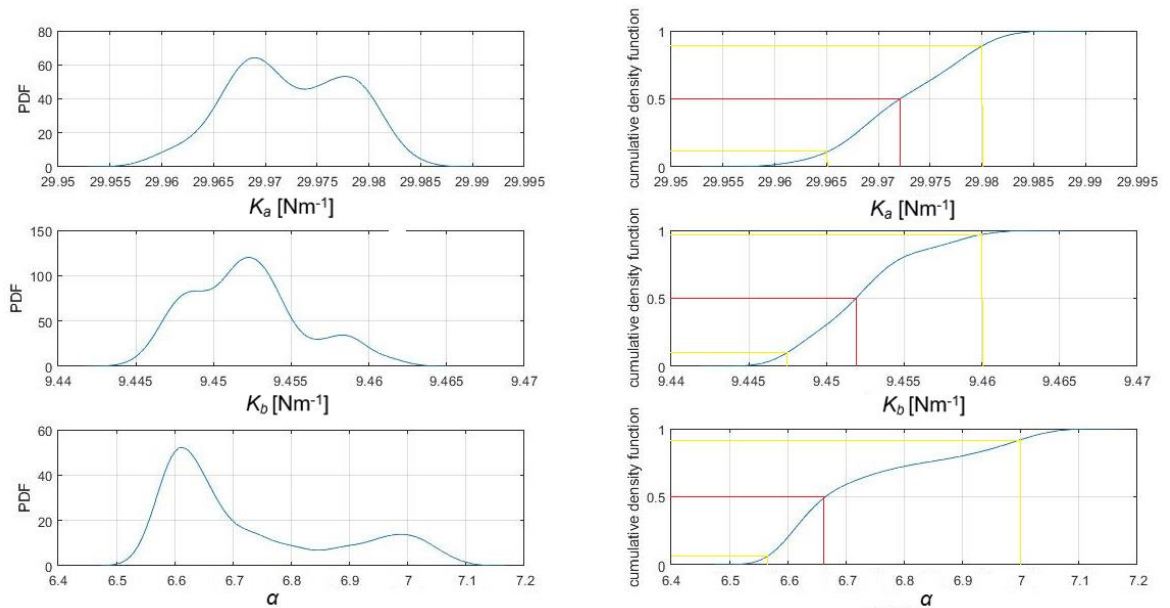 PDF
80
60
40
20
0
29.95 29.955 29.96 29.965 29.97 29.975 29.98 29.985 29.99 29.995
Ka [Nm-1]
cumulative density function
1
0.5
0
29.95 29.955 29.96 29.965 29.97 29.975 29.98 29.985 29.99 29.995
Ka [Nm-1]
PDF
150
100
50
0
9.44 9.445 9.45 9.455 9.46 9.465 9.47
Kb [Nm-1]
cumulative density function
1
0.5
0
9.44 9.445 9.45 9.455 9.46 9.465 9.47
Kb [Nm-1]
PDF
60
40
20
0
6.4 6.5 6.6 6.7 6.8 6.9 7 7.1 7.2
α
cumulative density function
1
0.5
0
6.4 6.5 6.6 6.7 6.8 6.9 7 7.1 7.2
α